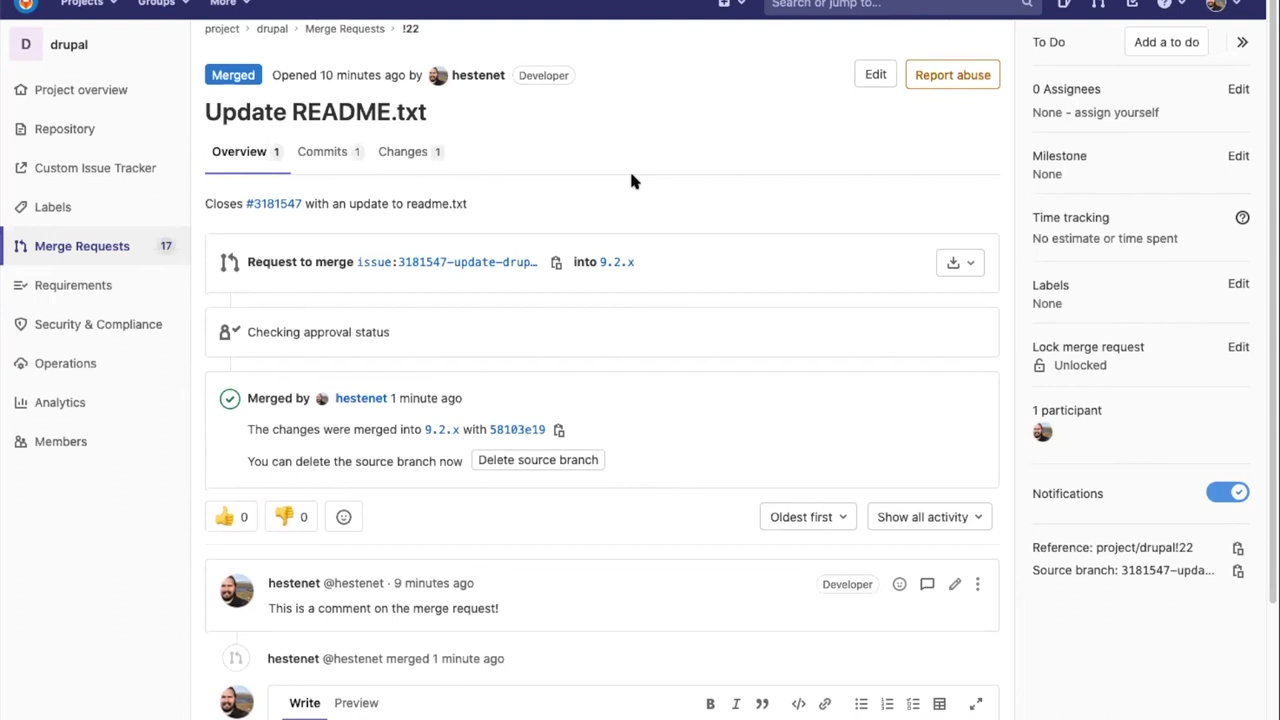 Projects Groups More Search or jump to...
project drupal Merge Requests !22
D drupal
Project overview
Repository
Custom Issue Tracker
Labels
Merge Requests 17
Requirements
Security & Compliance
Operations
Analytics
Members
Merged Opened 10 minutes ago by hestenet Developer Edit Report abuse
Update README.txt
Overview 1 Commits 1 Changes 1
Closes #3181547 with an update to readme.txt
Request to merge issue:3181547-update-drup… into 9.2.x
Checking approval status
Merged by hestenet 1 minute ago
The changes were merged into 9.2.x with 58103e19
You can delete the source branch now Delete source branch
0 0 Oldest first Show all activity
hestenet @hestenet · 9 minutes ago Developer
This is a comment on the merge request!
hestenet @hestenet merged 1 minute ago
Write Preview B I
To Do Add a to do
0 Assignees Edit
None - assign yourself
Milestone Edit
None
Time tracking
No estimate or time spent
Labels Edit
None
Lock merge request Edit
Unlocked
1 participant
Notifications
Reference: project/drupal!22
Source branch: 3181547-upda...